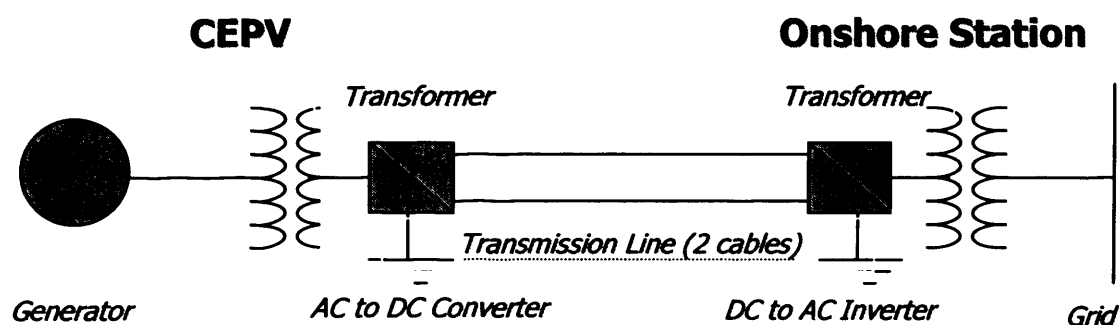 CEPV Onshore Station
Transformer Transformer
Transmission Line (2 cables)
Generator AC to DC Converter DC to AC Inverter Grid